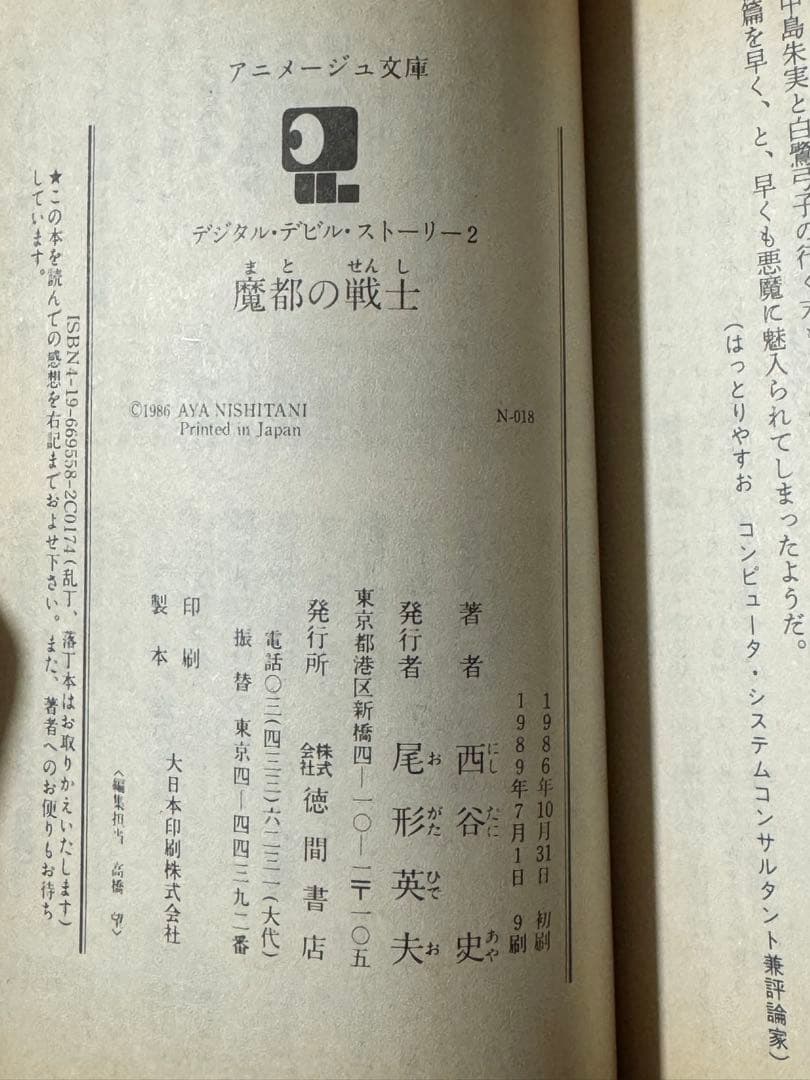 中島朱実と白鷺弓子の行く
篇を早く、と、早くも悪魔に魅入られてしまったようだ。
(はっとりやすお コンピュータ・システムコンサルタント兼評論家)
アニメージュ文庫
デジタル・デビル・ストーリー2
まと せんし
魔都の戦士
©1986 AYA NISHITANI
Printed in Japan
N-018
1986年10月31日 初刷
1989年7月1日 9刷
著者 西谷史
にしたに あや
発行者 尾形英夫
おがたひでお
東京都港区新橋四―一〇―一〒一〇五
発行所 株式会社 徳間書店
電話〇三(四三三)六二三一(大代)
振替 東京四―四四三九二番
印刷
製本 大日本印刷株式会社
〈編集担当 高橋 望〉
ISBN4-19-669558-2C0174(乱丁、落丁本はお取りかえいたします)
★この本を読んでの感想を右記までおよせ下さい。また、著者へのお便りもお待ち
しています。